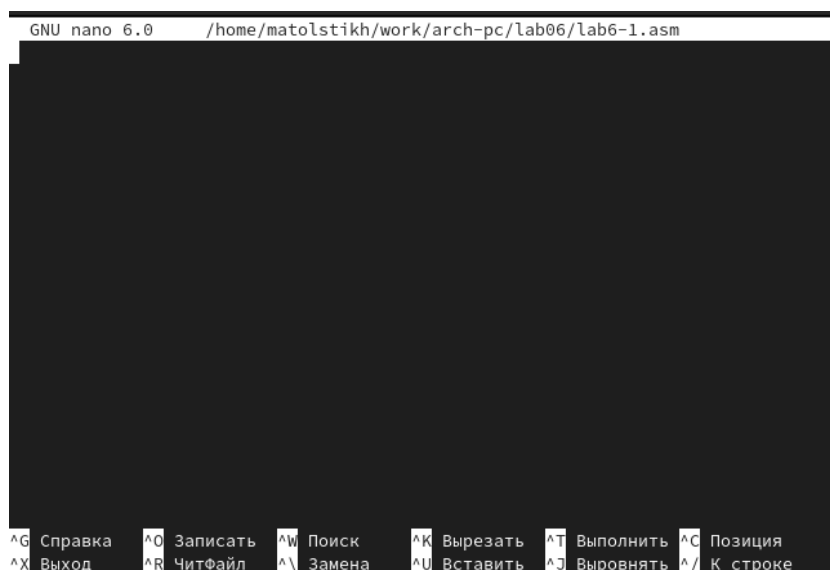 GNU nano 6.0 /home/matolstikh/work/arch-pc/lab06/lab6-1.asm
^G Справка ^O Записать ^W Поиск ^K Вырезать ^T Выполнить ^C Позиция
^X Выход ^R ЧитФайл ^\ Замена ^U Вставить ^J Выровнять ^/ К строке